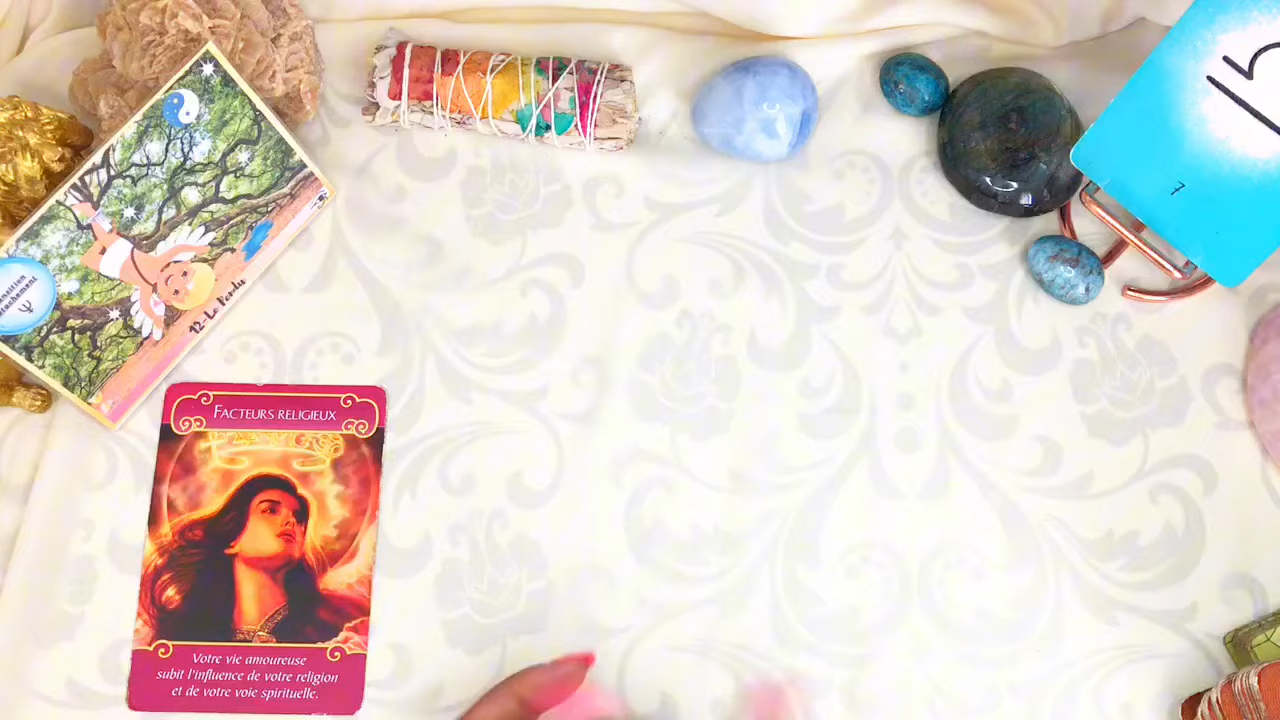 12-Le Pendu
FACTEURS RELIGIEUX
Votre vie amoureuse
subit l'influence de votre religion
et de votre voie spirituelle.
15
7